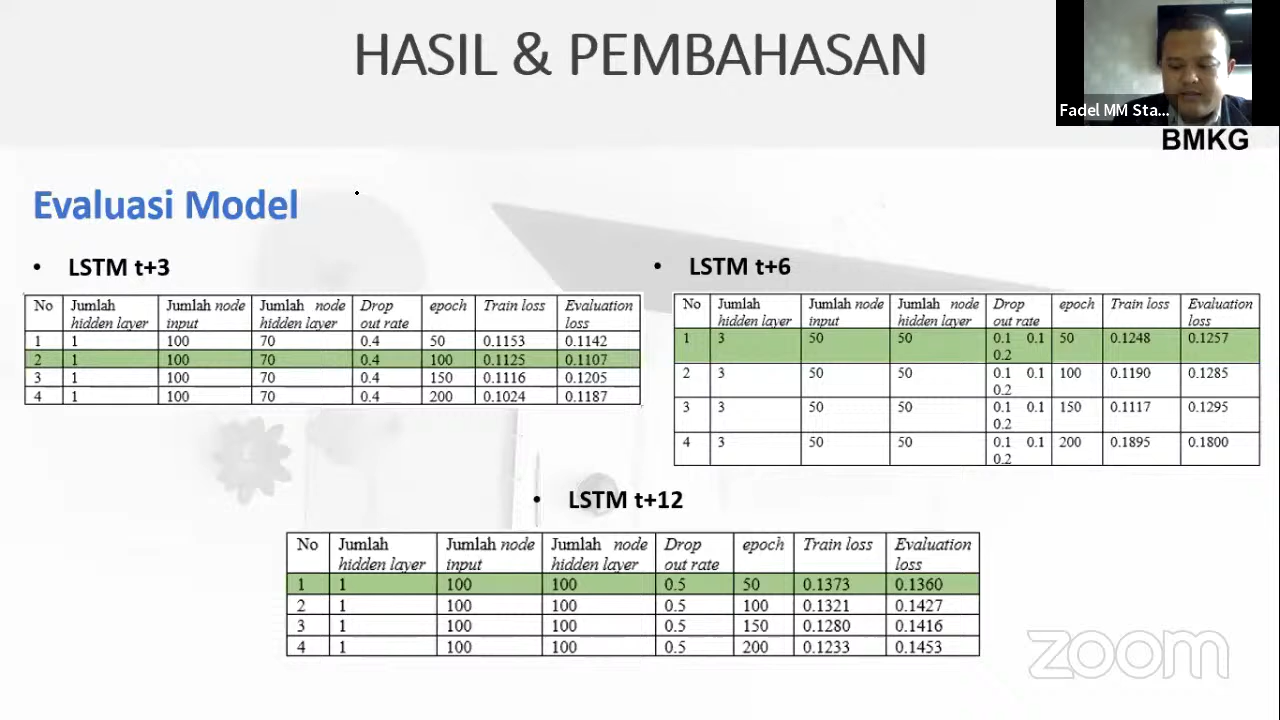 HASIL & PEMBAHASAN
Fadel MM Sta...
BMKG
Evaluasi Model
• LSTM t+3
No Jumlah hidden layer Jumlah node input Jumlah node hidden layer Drop out rate epoch Train loss Evaluation loss
1 1 100 70 0.4 50 0.1153 0.1142
2 1 100 70 0.4 100 0.1125 0.1107
3 1 100 70 0.4 150 0.1116 0.1205
4 1 100 70 0.4 200 0.1024 0.1187
• LSTM t+6
No Jumlah hidden layer Jumlah node input Jumlah node hidden layer Drop out rate epoch Train loss Evaluation loss
1 3 50 50 0.1 0.1 0.2 50 0.1248 0.1257
2 3 50 50 0.1 0.1 0.2 100 0.1190 0.1285
3 3 50 50 0.1 0.1 0.2 150 0.1117 0.1295
4 3 50 50 0.1 0.1 0.2 200 0.1895 0.1800
• LSTM t+12
No Jumlah hidden layer Jumlah node input Jumlah node hidden layer Drop out rate epoch Train loss Evaluation loss
1 1 100 100 0.5 50 0.1373 0.1360
2 1 100 100 0.5 100 0.1321 0.1427
3 1 100 100 0.5 150 0.1280 0.1416
4 1 100 100 0.5 200 0.1233 0.1453
zoom